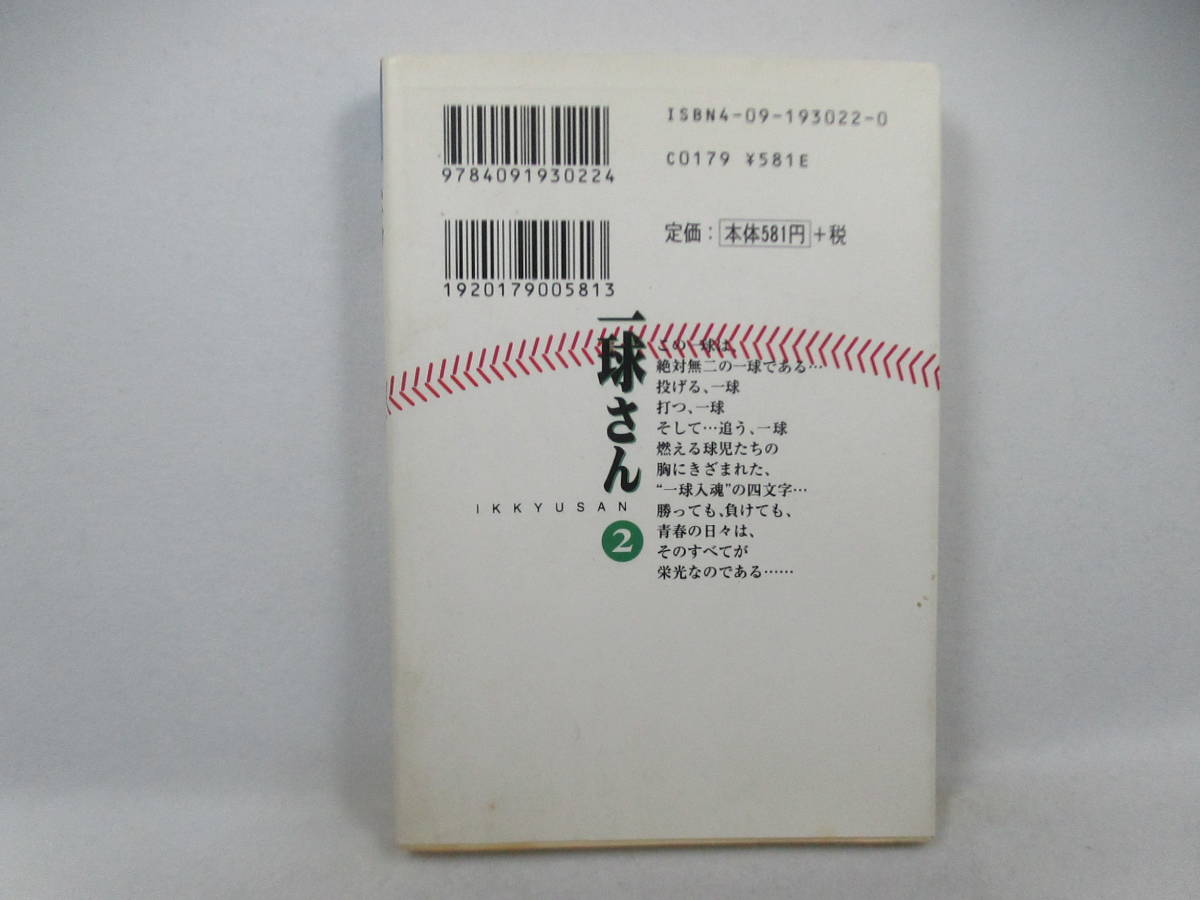 9784091930224
ISBN4-09-193022-0
C0179 ¥581E
1920179005813
定価：本体581円＋税
一球さん
IKKYUSAN
2
この一球は、
絶対無二の一球である…
投げる、一球
打つ、一球
そして…追う、一球
燃える球児たちの
胸にきざまれた、
“一球入魂”の四文字…
勝っても、負けても、
青春の日々は、
そのすべてが
栄光なのである……